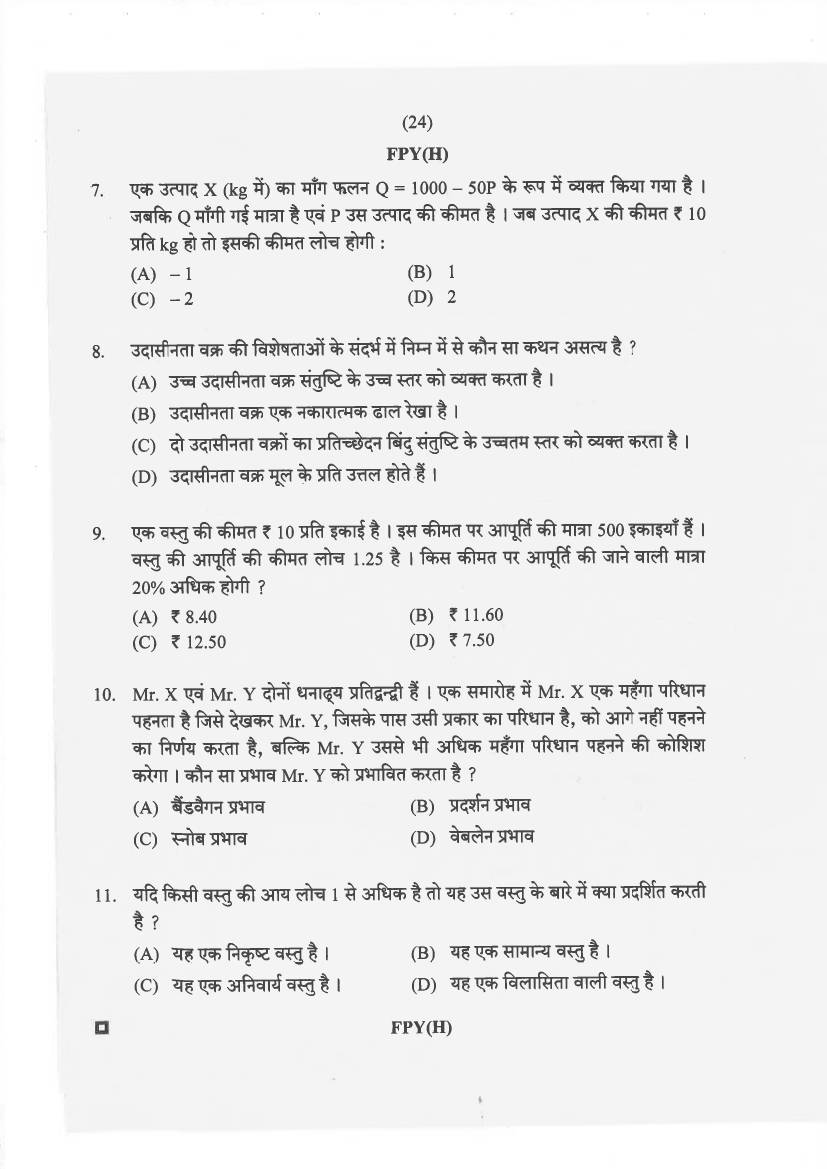 (24)
FPY(H)
7. एक उत्पाद X (kg में) का माँग फलन Q = 1000 – 50P के रूप में व्यक्त किया गया है ।
जबकि Q माँगी गई मात्रा है एवं P उस उत्पाद की कीमत है । जब उत्पाद X की कीमत ₹ 10
प्रति kg हो तो इसकी कीमत लोच होगी :
(A) – 1 (B) 1
(C) – 2 (D) 2
8. उदासीनता वक्र की विशेषताओं के संदर्भ में निम्न में से कौन सा कथन असत्य है ?
(A) उच्च उदासीनता वक्र संतुष्टि के उच्च स्तर को व्यक्त करता है ।
(B) उदासीनता वक्र एक नकारात्मक ढाल रेखा है ।
(C) दो उदासीनता वक्रों का प्रतिच्छेदन बिंदु संतुष्टि के उच्चतम स्तर को व्यक्त करता है ।
(D) उदासीनता वक्र मूल के प्रति उत्तल होते हैं ।
9. एक वस्तु की कीमत ₹ 10 प्रति इकाई है । इस कीमत पर आपूर्ति की मात्रा 500 इकाइयाँ हैं ।
वस्तु की आपूर्ति की कीमत लोच 1.25 है । किस कीमत पर आपूर्ति की जाने वाली मात्रा
20% अधिक होगी ?
(A) ₹ 8.40 (B) ₹ 11.60
(C) ₹ 12.50 (D) ₹ 7.50
10. Mr. X एवं Mr. Y दोनों धनाढ्य प्रतिद्वन्द्वी हैं । एक समारोह में Mr. X एक महँगा परिधान
पहनता है जिसे देखकर Mr. Y, जिसके पास उसी प्रकार का परिधान है, को आगे नहीं पहनने
का निर्णय करता है, बल्कि Mr. Y उससे भी अधिक महँगा परिधान पहनने की कोशिश
करेगा । कौन सा प्रभाव Mr. Y को प्रभावित करता है ?
(A) बैंडवैगन प्रभाव (B) प्रदर्शन प्रभाव
(C) स्नोब प्रभाव (D) वेबलेन प्रभाव
11. यदि किसी वस्तु की आय लोच 1 से अधिक है तो यह उस वस्तु के बारे में क्या प्रदर्शित करती
है ?
(A) यह एक निकृष्ट वस्तु है । (B) यह एक सामान्य वस्तु है ।
(C) यह एक अनिवार्य वस्तु है । (D) यह एक विलासिता वाली वस्तु है ।
FPY(H)